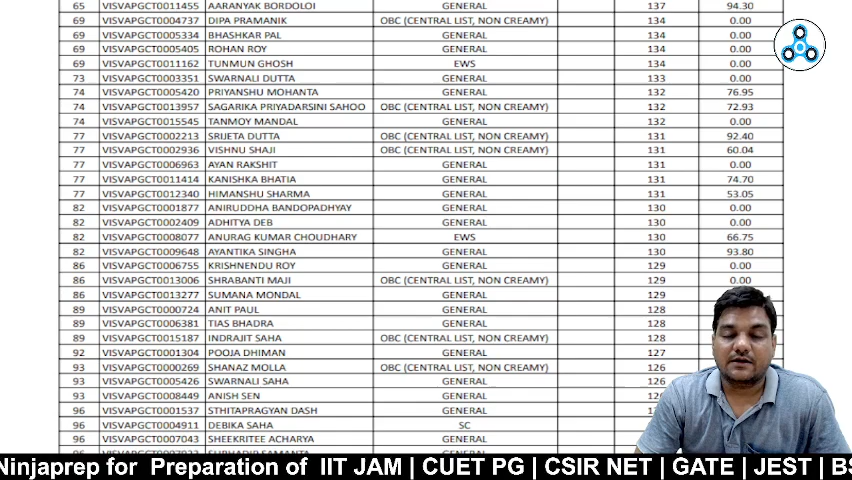 65 VISVAPGCT0011455 AARANYAK BORDOLOI GENERAL 137 94.30
69 VISVAPGCT0004737 DIPA PRAMANIK OBC (CENTRAL LIST, NON CREAMY) 134 0.00
69 VISVAPGCT0005334 BHASHKAR PAL GENERAL 134 0.00
69 VISVAPGCT0005405 ROHAN ROY GENERAL 134 0.00
69 VISVAPGCT0011162 TUNMUN GHOSH EWS 134 0.00
73 VISVAPGCT0003351 SWARNALI DUTTA GENERAL 133 0.00
74 VISVAPGCT0005420 PRIYANSHU MOHANTA GENERAL 132 76.95
74 VISVAPGCT0013957 SAGARIKA PRIYADARSINI SAHOO OBC (CENTRAL LIST, NON CREAMY) 132 72.93
74 VISVAPGCT0015545 TANMOY MANDAL GENERAL 132 0.00
77 VISVAPGCT0002213 SRIJETA DUTTA OBC (CENTRAL LIST, NON CREAMY) 131 92.40
77 VISVAPGCT0002936 VISHNU SHAJI OBC (CENTRAL LIST, NON CREAMY) 131 60.04
77 VISVAPGCT0006963 AYAN RAKSHIT GENERAL 131 0.00
77 VISVAPGCT0011414 KANISHKA BHATIA GENERAL 131 74.70
77 VISVAPGCT0012340 HIMANSHU SHARMA GENERAL 131 53.05
82 VISVAPGCT0001877 ANIRUDDHA BANDOPADHYAY GENERAL 130 0.00
82 VISVAPGCT0002409 ADHITYA DEB GENERAL 130 0.00
82 VISVAPGCT0008077 ANURAG KUMAR CHOUDHARY EWS 130 66.75
82 VISVAPGCT0009648 AYANTIKA SINGHA GENERAL 130 93.80
86 VISVAPGCT0006755 KRISHNENDU ROY GENERAL 129 0.00
86 VISVAPGCT0013006 SHRABANTI MAJI OBC (CENTRAL LIST, NON CREAMY) 129 0.00
86 VISVAPGCT0013277 SUMANA MONDAL GENERAL 129
89 VISVAPGCT0000724 ANIT PAUL GENERAL 128
89 VISVAPGCT0006381 TIAS BHADRA GENERAL 128
89 VISVAPGCT0015187 INDRAJIT SAHA OBC (CENTRAL LIST, NON CREAMY) 128
92 VISVAPGCT0001304 POOJA DHIMAN GENERAL 127
93 VISVAPGCT0000269 SHANAZ MOLLA OBC (CENTRAL LIST, NON CREAMY) 126
93 VISVAPGCT0005426 SWARNALI SAHA GENERAL 126
93 VISVAPGCT0008449 ANISH SEN GENERAL 126
96 VISVAPGCT0001537 STHITAPRAGYAN DASH GENERAL
96 VISVAPGCT0004911 DEBIKA SAHA SC
96 VISVAPGCT0007043 SHEEKRITEE ACHARYA GENERAL
Ninjaprep for Preparation of IIT JAM | CUET PG | CSIR NET | GATE | JEST | BS